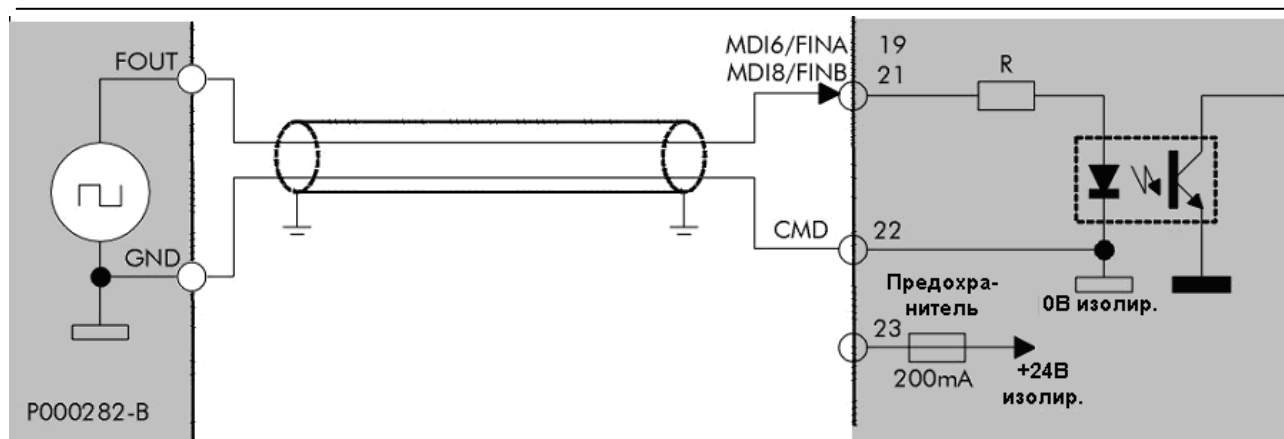 FOUT
GND
P000282-B
MDI6/FINA 19
MDI8/FINB 21
R
CMD 22
0В изолир.
Предохра-
нитель
23
200mA
+24В
изолир.